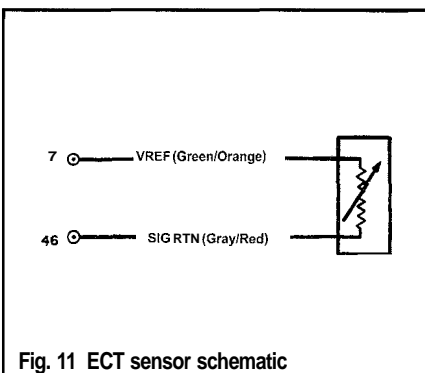 7 VREF (Green/Orange)
46 SIG RTN (Gray/Red)
Fig. 11 ECT sensor schematic